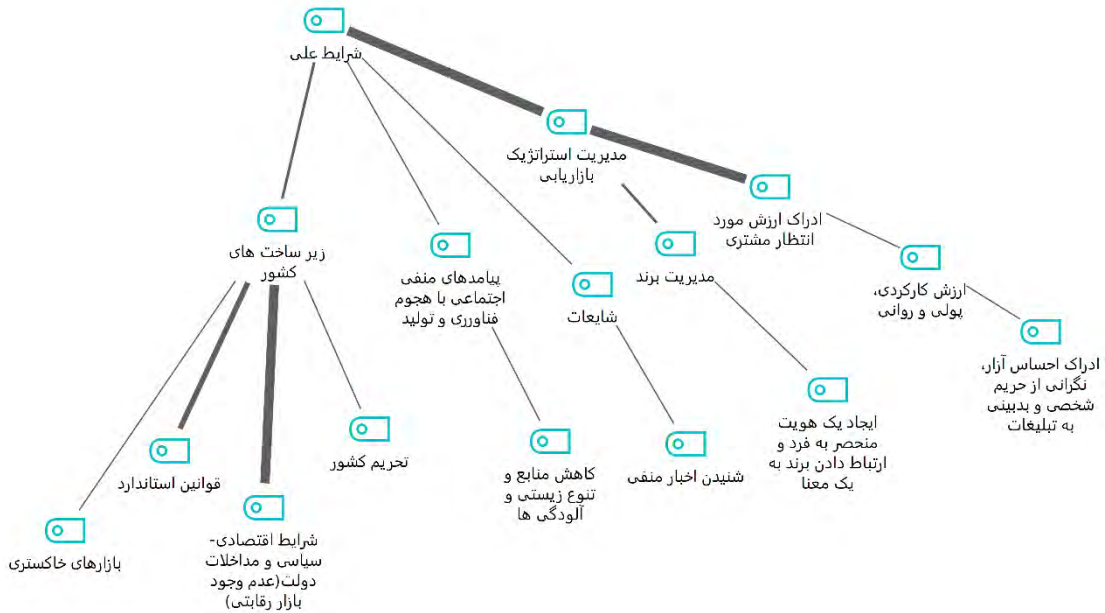 شرایط علی
مدیریت استراتژیک
بازاریابی
ادراک ارزش مورد
انتظار مشتری
زیر ساخت های
کشور
پیامدهای منفی
اجتماعی با هجوم
فناورری و تولید
شایعات
مدیریت برند
ارزش کارکردی،
پولی و روانی
ادراک احساس آزار،
نگرانی از حریم
شخصی و بدبینی
به تبلیغات
ایجاد یک هویت
منحصر به فرد و
ارتباط دادن برند به
یک معنا
شنیدن اخبار منفی
کاهش منابع و
تنوع زیستی و
آلودگی ها
تحریم کشور
قوانین استاندارد
شرایط اقتصادی-
سیاسی و مداخلات
دولت(عدم وجود
بازار رقابتی)
بازارهای خاکستری